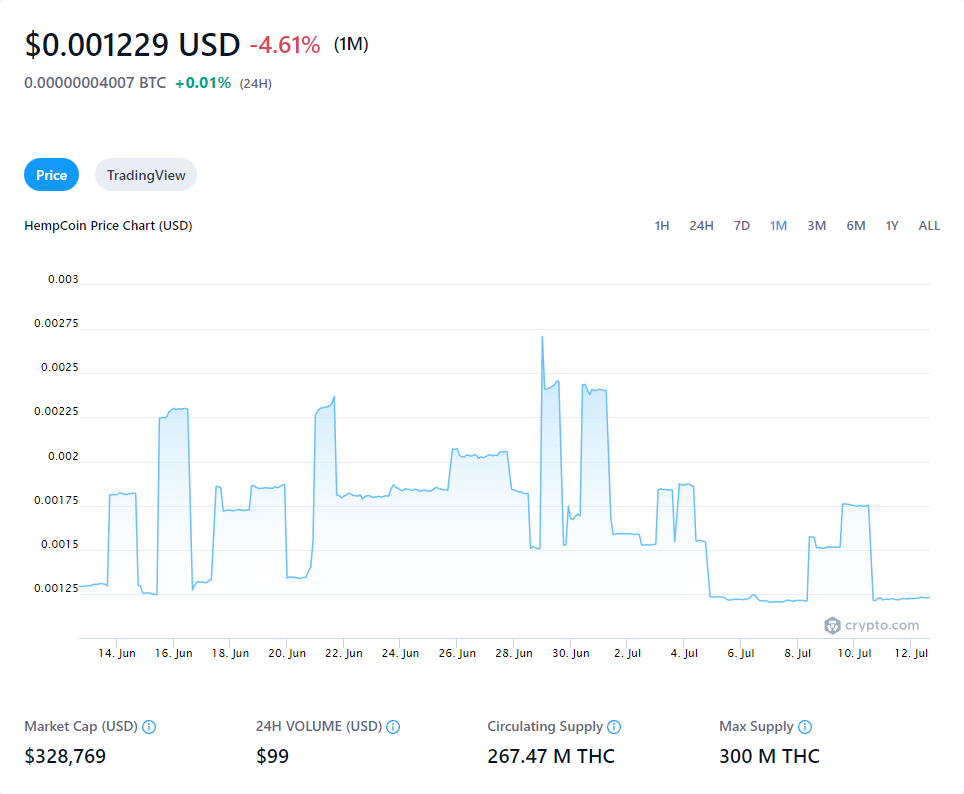 $0.001229 USD -4.61% (1M)
0.00000004007 BTC +0.01% (24H)
Price TradingView
HempCoin Price Chart (USD) 1H 24H 7D 1M 3M 6M 1Y ALL
0.003
0.00275
0.0025
0.00225
0.002
0.00175
0.0015
0.00125
crypto.com
14. Jun 16. Jun 18. Jun 20. Jun 22. Jun 24. Jun 26. Jun 28. Jun 30. Jun 2. Jul 4. Jul 6. Jul 8. Jul 10. Jul 12. Jul
Market Cap (USD) 24H VOLUME (USD) Circulating Supply Max Supply
$328,769 $99 267.47 M THC 300 M THC